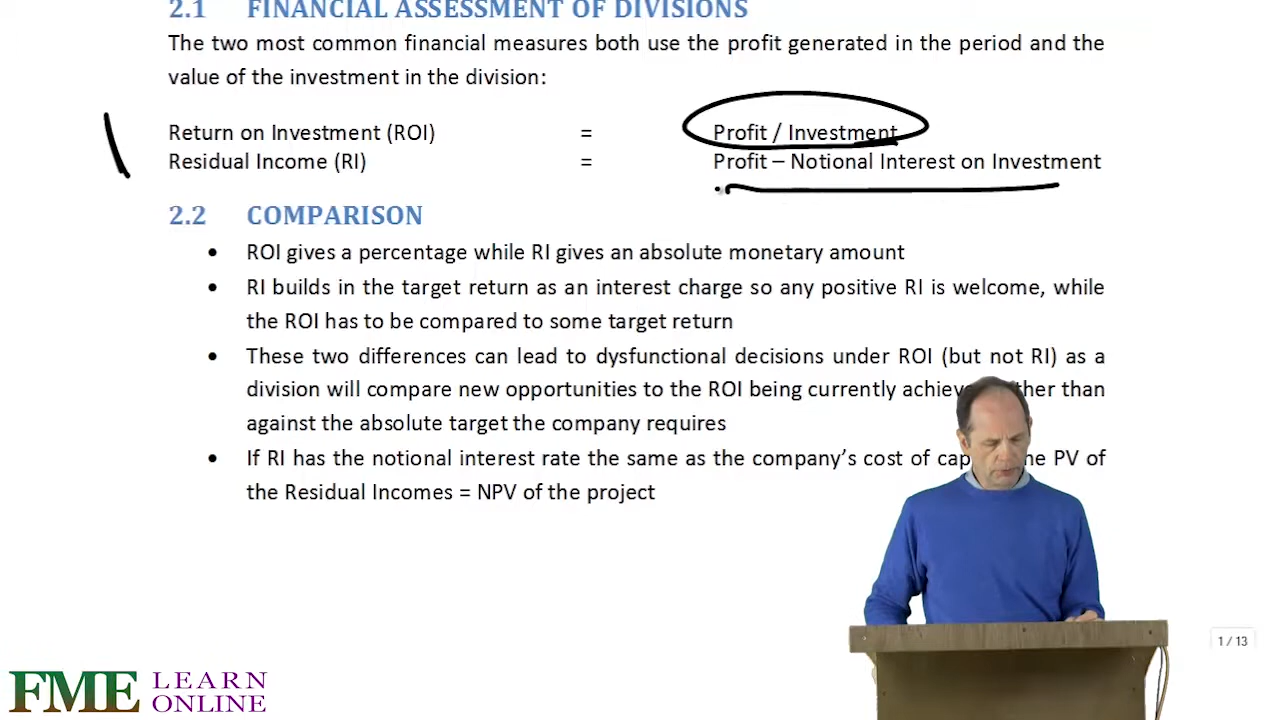 2.1 FINANCIAL ASSESSMENT OF DIVISIONS
The two most common financial measures both use the profit generated in the period and the
value of the investment in the division:
Return on Investment (ROI) = Profit / Investment
Residual Income (RI) = Profit – Notional Interest on Investment
2.2 COMPARISON
• ROI gives a percentage while RI gives an absolute monetary amount
• RI builds in the target return as an interest charge so any positive RI is welcome, while
the ROI has to be compared to some target return
• These two differences can lead to dysfunctional decisions under ROI (but not RI) as a
division will compare new opportunities to the ROI being currently than
against the absolute target the company requires
• If RI has the notional interest rate the same as the company's cost of PV of
the Residual Incomes = NPV of the project
1 / 13
FME LEARN
ONLINE